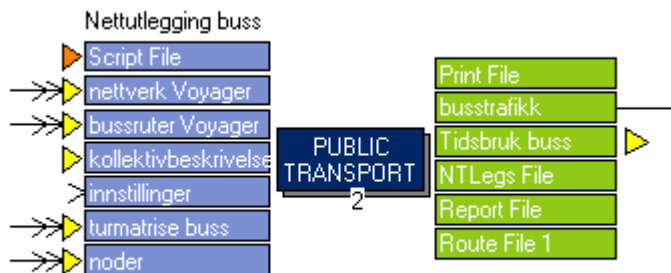 Nettutlegging buss
Script File
nettverk Voyager
bussruter Voyager
kollektivbeskrivelse
innstillinger
turmatrise buss
noder
PUBLIC
TRANSPORT
2
Print File
busstrafikk
Tidsbruk buss
NTLegs File
Report File
Route File 1